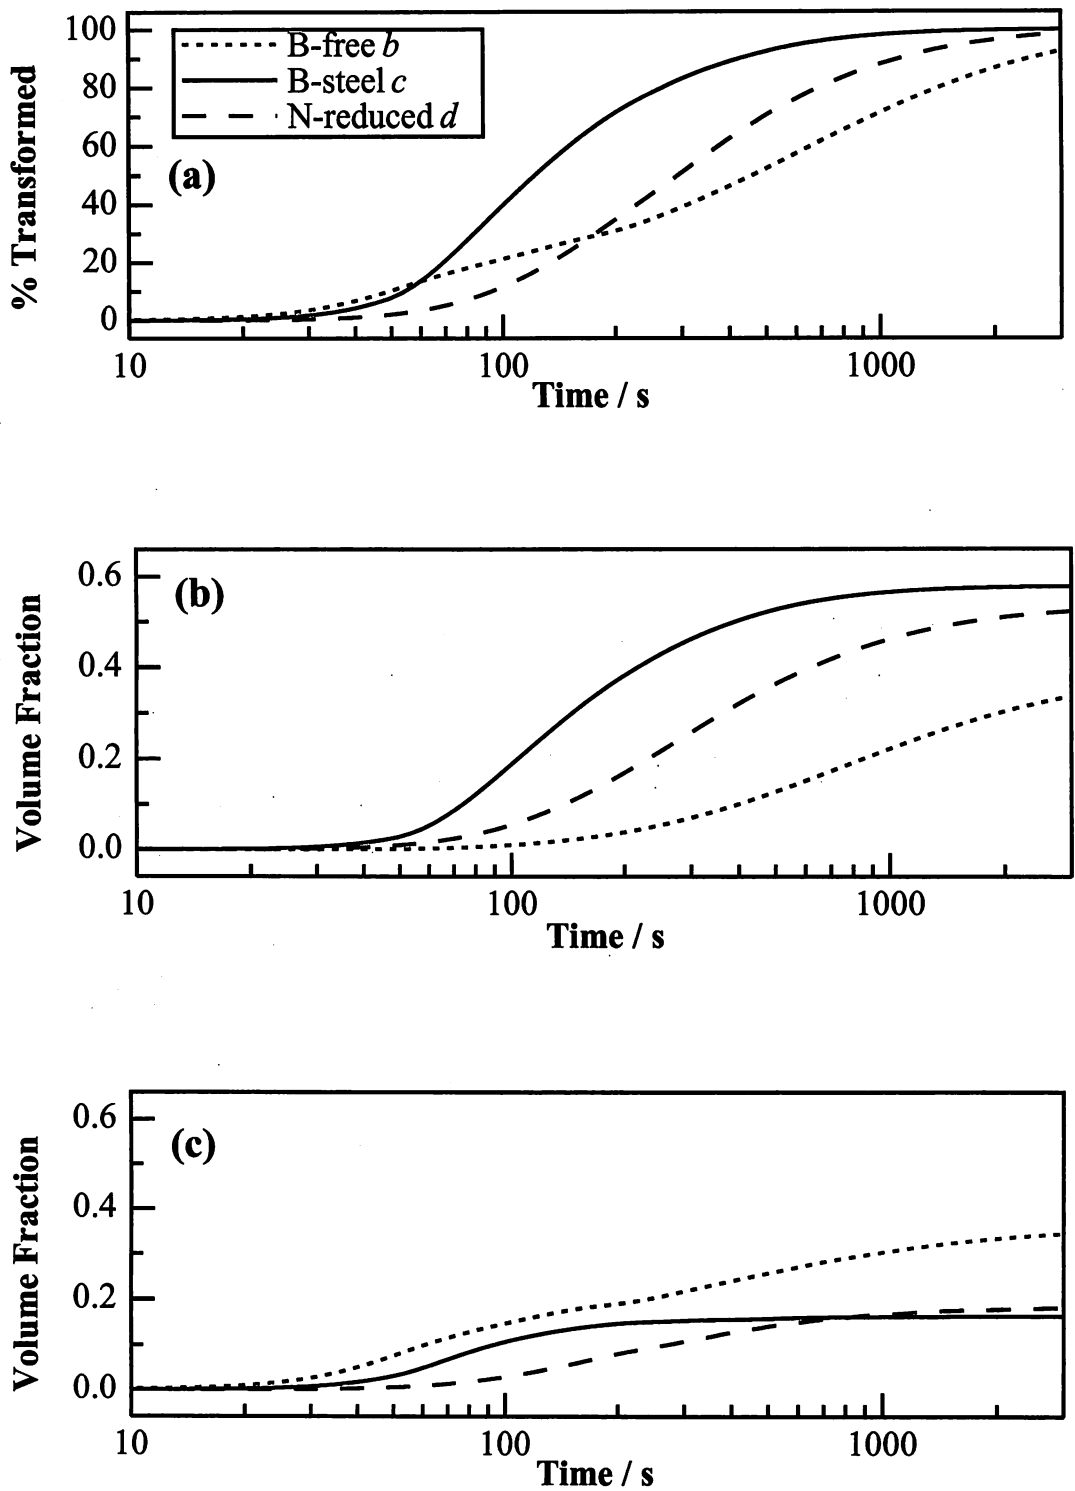 100
80
60
40
20
0
% Transformed
B-free b
B-steel c
N-reduced d
(a)
10 100 1000
Time / s
0.6
0.4
0.2
0.0
Volume Fraction
(b)
10 100 1000
Time / s
0.6
0.4
0.2
0.0
Volume Fraction
(c)
10 100 1000
Time / s